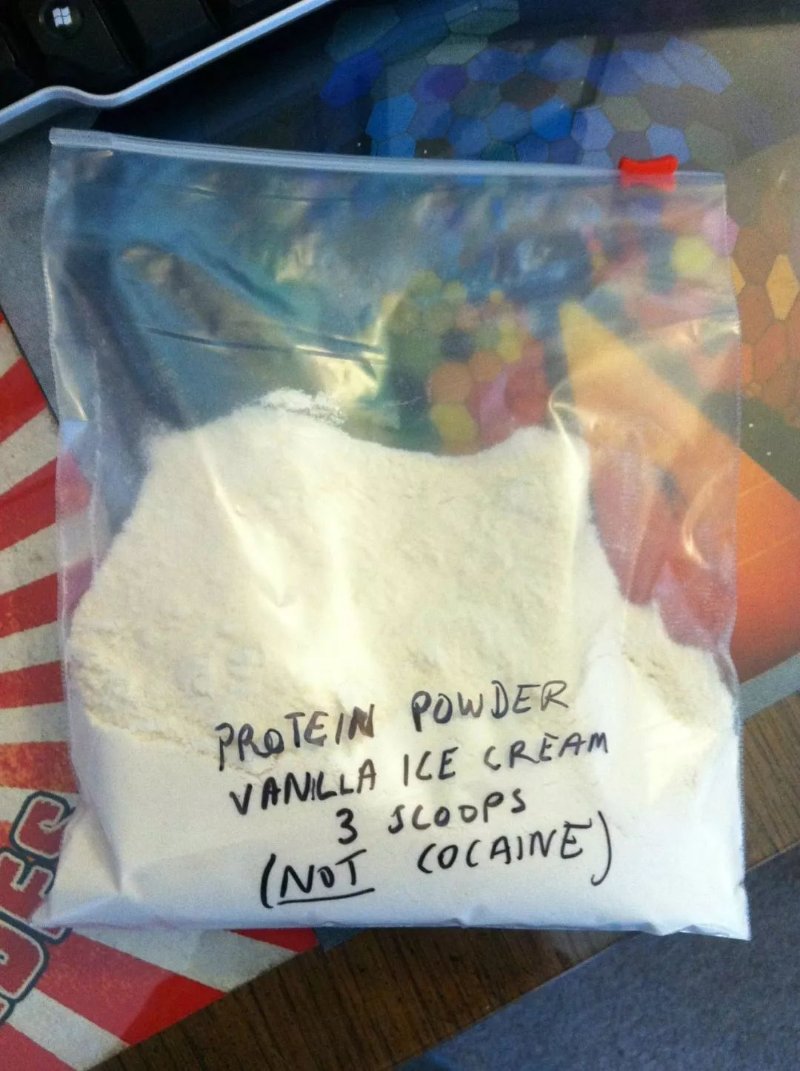 PROTEIN POWDER
VANILLA ICE CREAM
3 SCOOPS
(NOT COCAINE)